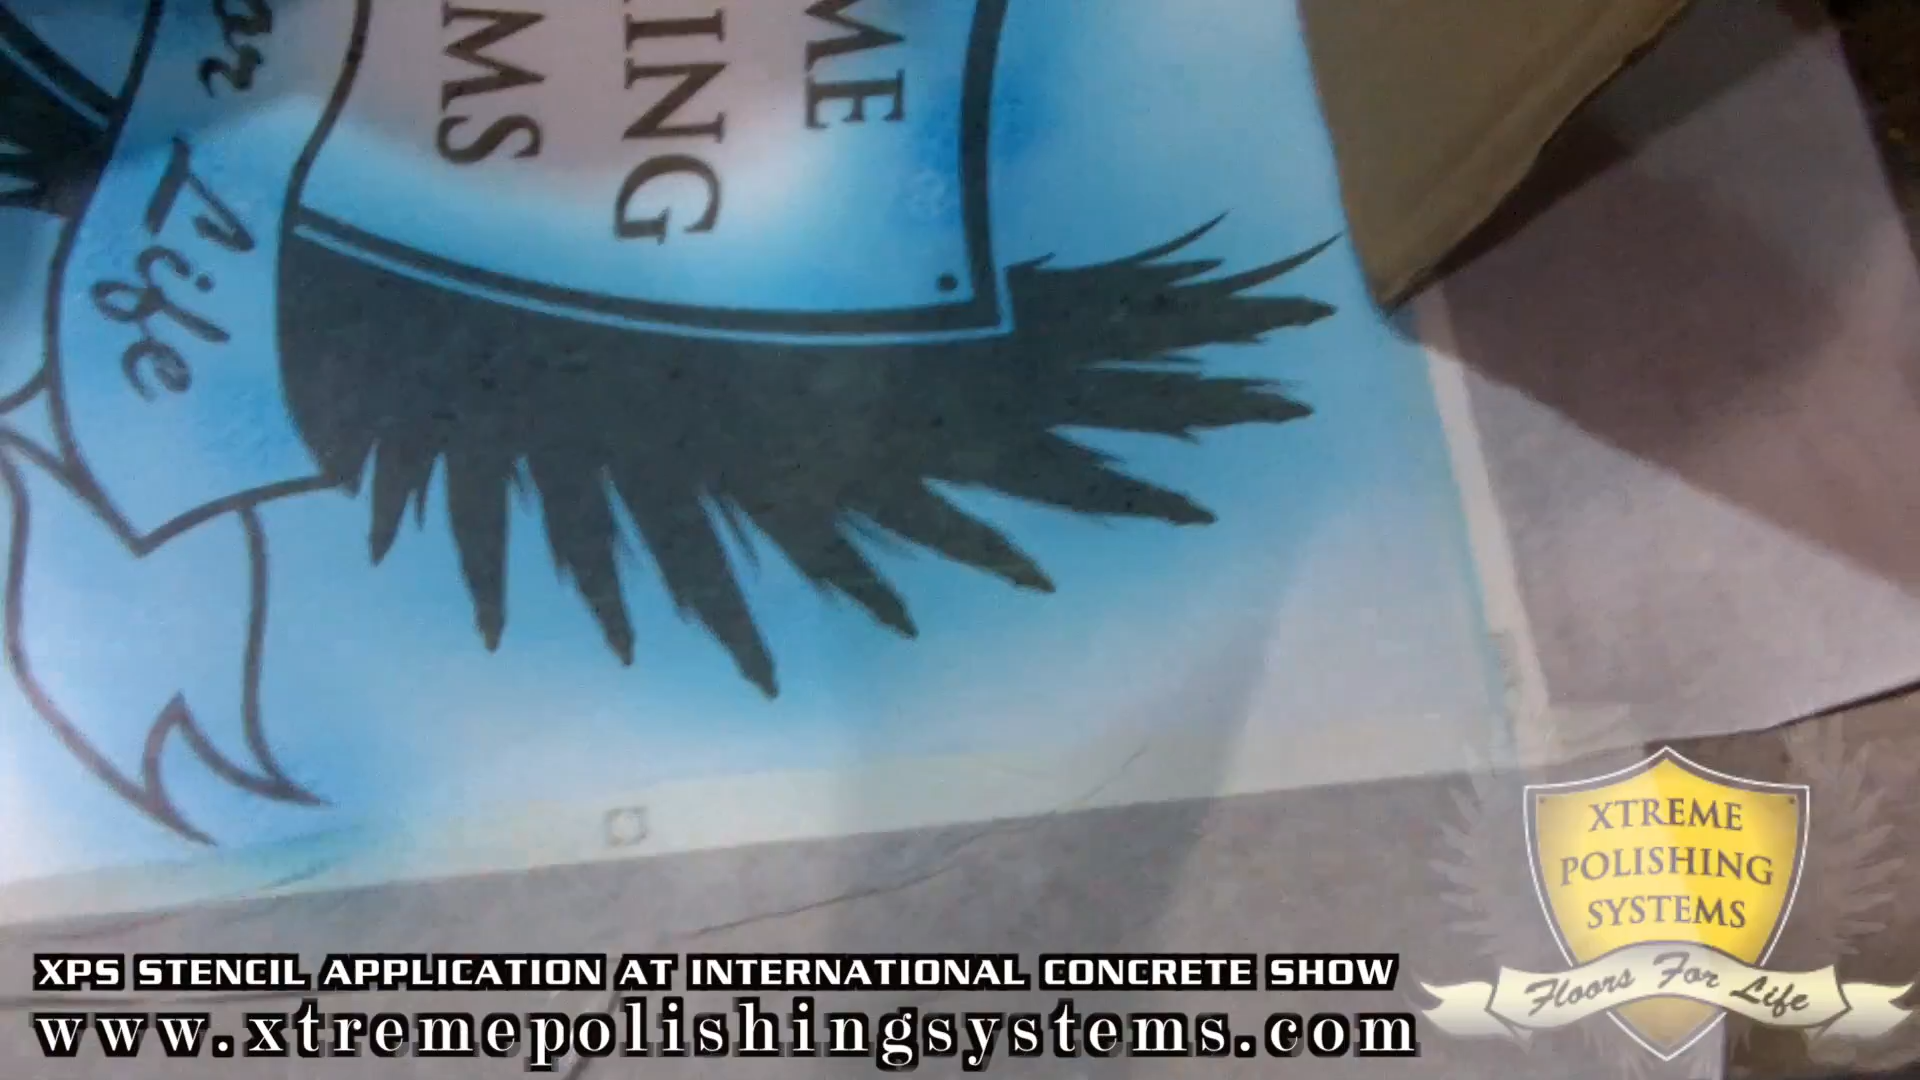 ME
ING
MS
or
Life
XTREME
POLISHING
SYSTEMS
Floors For Life
XPS STENCIL APPLICATION AT INTERNATIONAL CONCRETE SHOW
www.xtremepolishingsystems.com